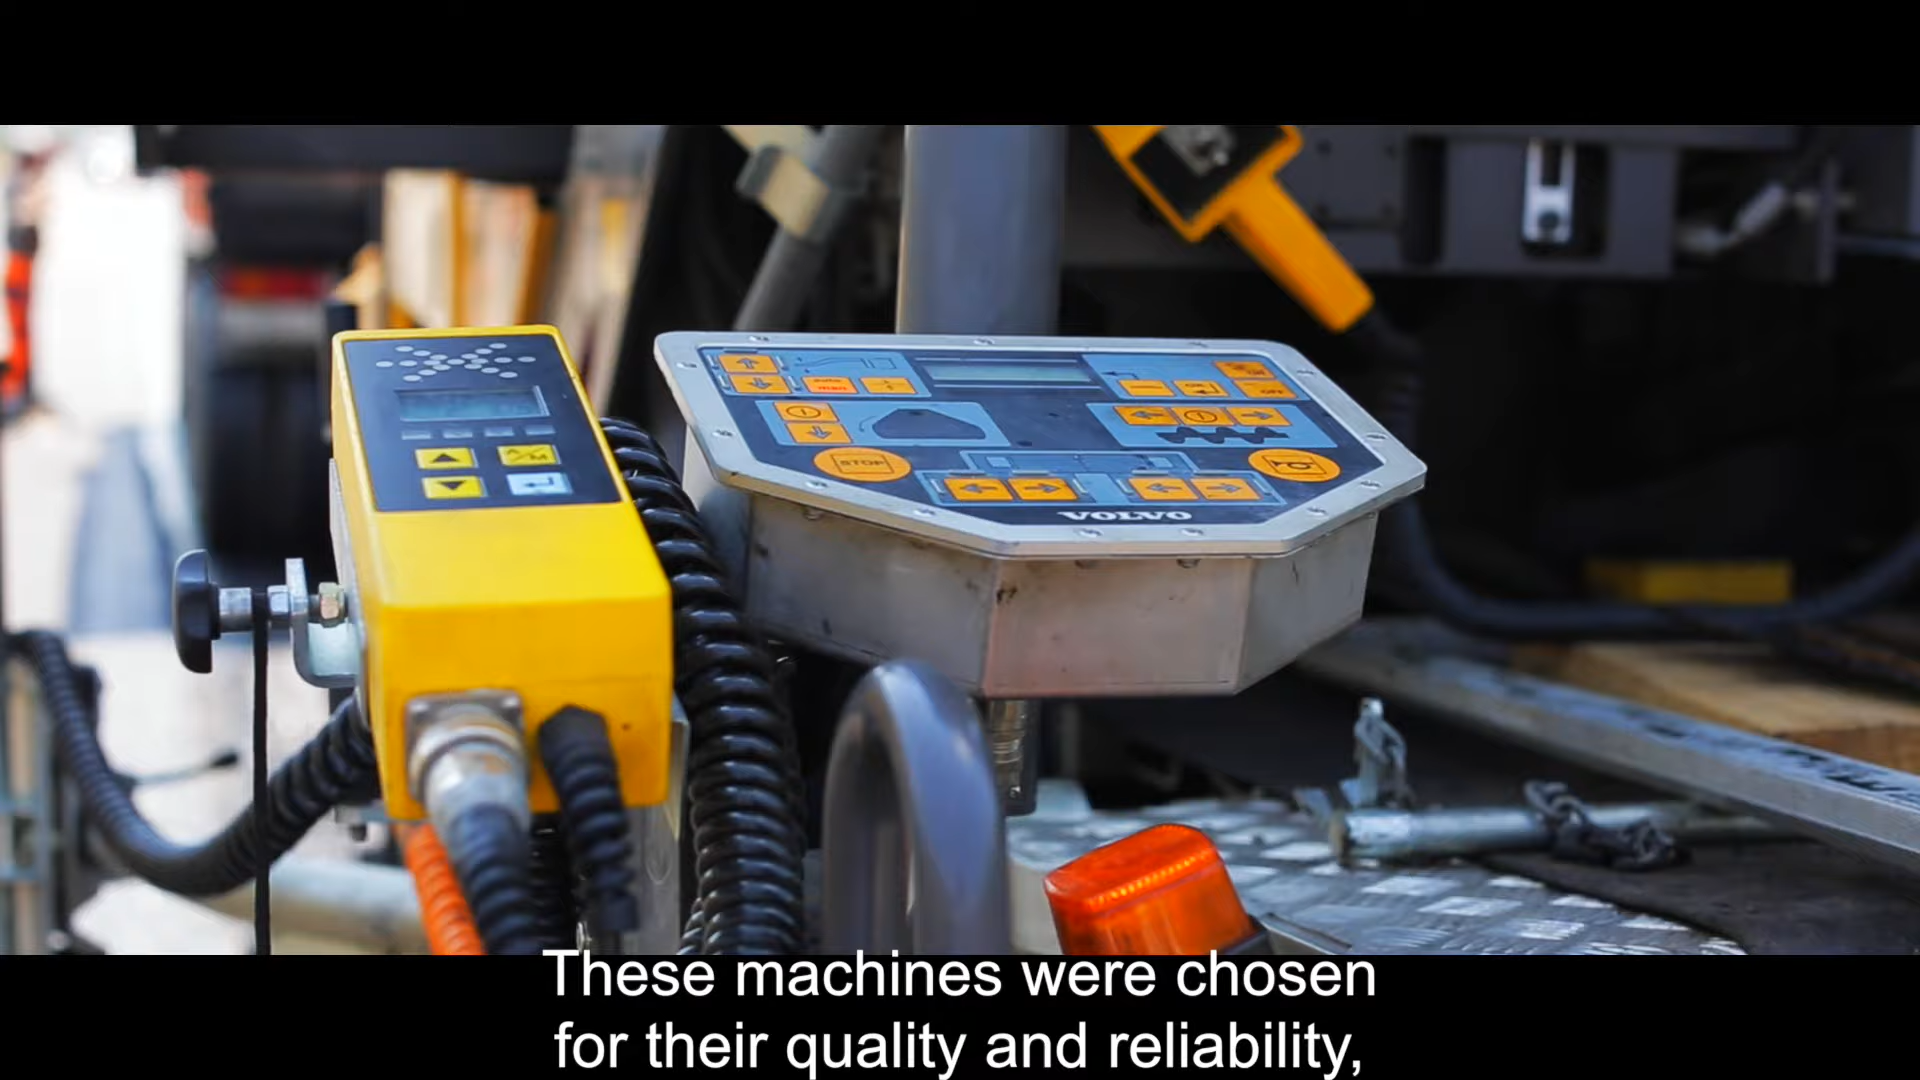 STOP
VOLVO
These machines were chosen
for their quality and reliability,